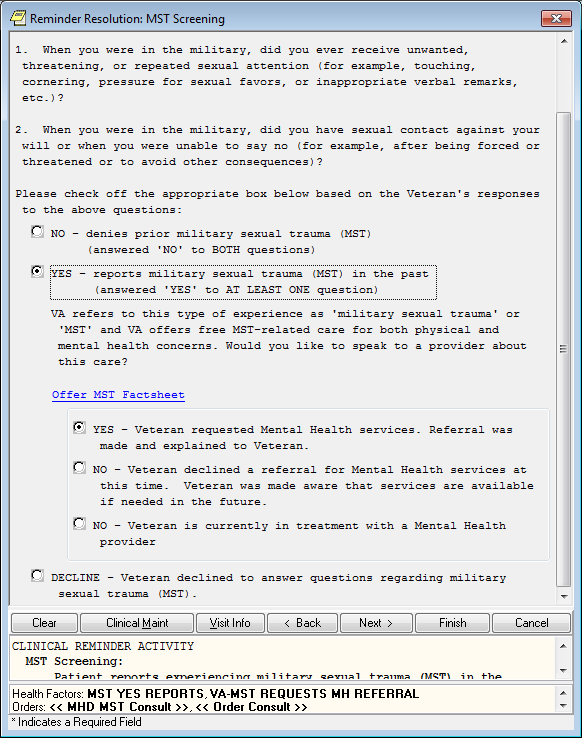 Reminder Resolution: MST Screening
1. When you were in the military, did you ever receive unwanted,
threatening, or repeated sexual attention (for example, touching,
cornering, pressure for sexual favors, or inappropriate verbal remarks,
etc.)?
2. When you were in the military, did you have sexual contact against your
will or when you were unable to say no (for example, after being forced or
threatened or to avoid other consequences)?
Please check off the appropriate box below based on the Veteran's responses
to the above questions:
NO - denies prior military sexual trauma (MST)
(answered 'NO' to BOTH questions)
YES - reports military sexual trauma (MST) in the past
(answered 'YES' to AT LEAST ONE question)
VA refers to this type of experience as 'military sexual trauma' or
'MST' and VA offers free MST-related care for both physical and
mental health concerns. Would you like to speak to a provider about
this care?
Offer MST Factsheet
YES - Veteran requested Mental Health services. Referral was
made and explained to Veteran.
NO - Veteran declined a referral for Mental Health services at
this time. Veteran was made aware that services are available
if needed in the future.
NO - Veteran is currently in treatment with a Mental Health
provider
DECLINE - Veteran declined to answer questions regarding military
sexual trauma (MST).
Clear Clinical Maint Visit Info < Back Next > Finish Cancel
CLINICAL REMINDER ACTIVITY
MST Screening:
Patient reports experiencing military sexual trauma (MST) in the
Health Factors: MST YES REPORTS, VA-MST REQUESTS MH REFERRAL
Orders: << MHD MST Consult >>, << Order Consult >>
* Indicates a Required Field